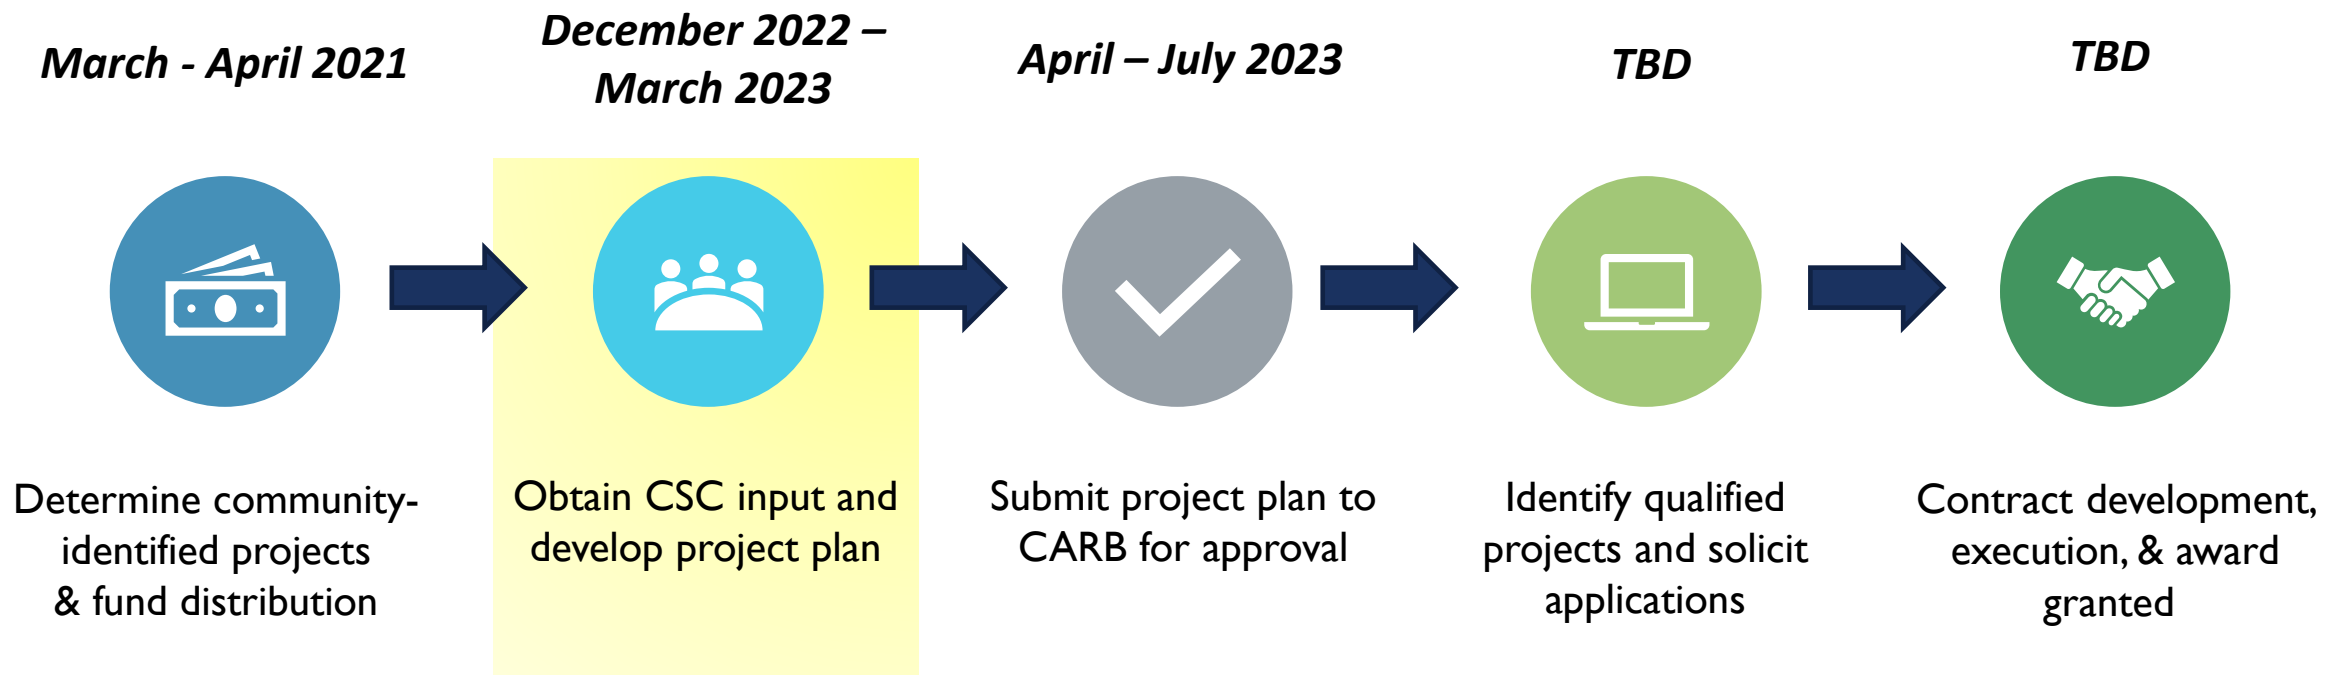 March - April 2021
December 2022 –
March 2023
April – July 2023
TBD
TBD
Determine community-
identified projects
& fund distribution
Obtain CSC input and
develop project plan
Submit project plan to
CARB for approval
Identify qualified
projects and solicit
applications
Contract development,
execution, & award
granted